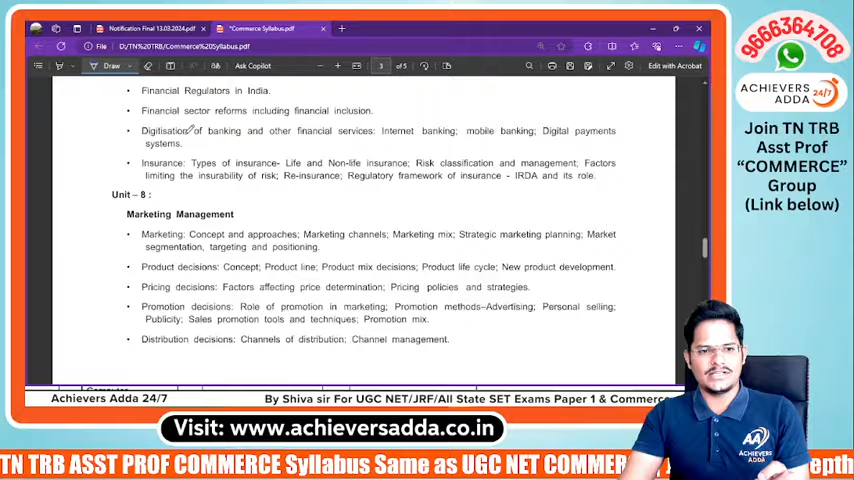 Notification Final 13.03.2024.pdf
*Commerce Syllabus.pdf
File
D:/TN%20TRB/Commerce%20Syllabus.pdf
Draw
Ask Copilot
3 of 5
Edit with Acrobat
• Financial Regulators in India.
• Financial sector reforms including financial inclusion.
• Digitisation of banking and other financial services: Internet banking; mobile banking; Digital payments
systems.
• Insurance: Types of insurance- Life and Non-life insurance; Risk classification and management; Factors
limiting the insurability of risk; Re-insurance; Regulatory framework of insurance - IRDA and its role.
Unit – 8 :
Marketing Management
• Marketing: Concept and approaches; Marketing channels; Marketing mix; Strategic marketing planning; Market
segmentation, targeting and positioning.
• Product decisions: Concept; Product line; Product mix decisions; Product life cycle; New product development.
• Pricing decisions: Factors affecting price determination; Pricing policies and strategies.
• Promotion decisions: Role of promotion in marketing; Promotion methods–Advertising; Personal selling;
Publicity; Sales promotion tools and techniques; Promotion mix.
• Distribution decisions: Channels of distribution; Channel management.
9666364708
ACHIEVERS
ADDA 24/7
Join TN TRB
Asst Prof
“COMMERCE”
Group
(Link below)
AA
ACHIEVERS
ADDA
Achievers Adda 24/7
By Shiva sir For UGC NET/JRF/All State SET Exams Paper 1 & Commerce
Visit: www.achieversadda.co.in
TN TRB ASST PROF COMMERCE Syllabus Same as UGC NET COMMER